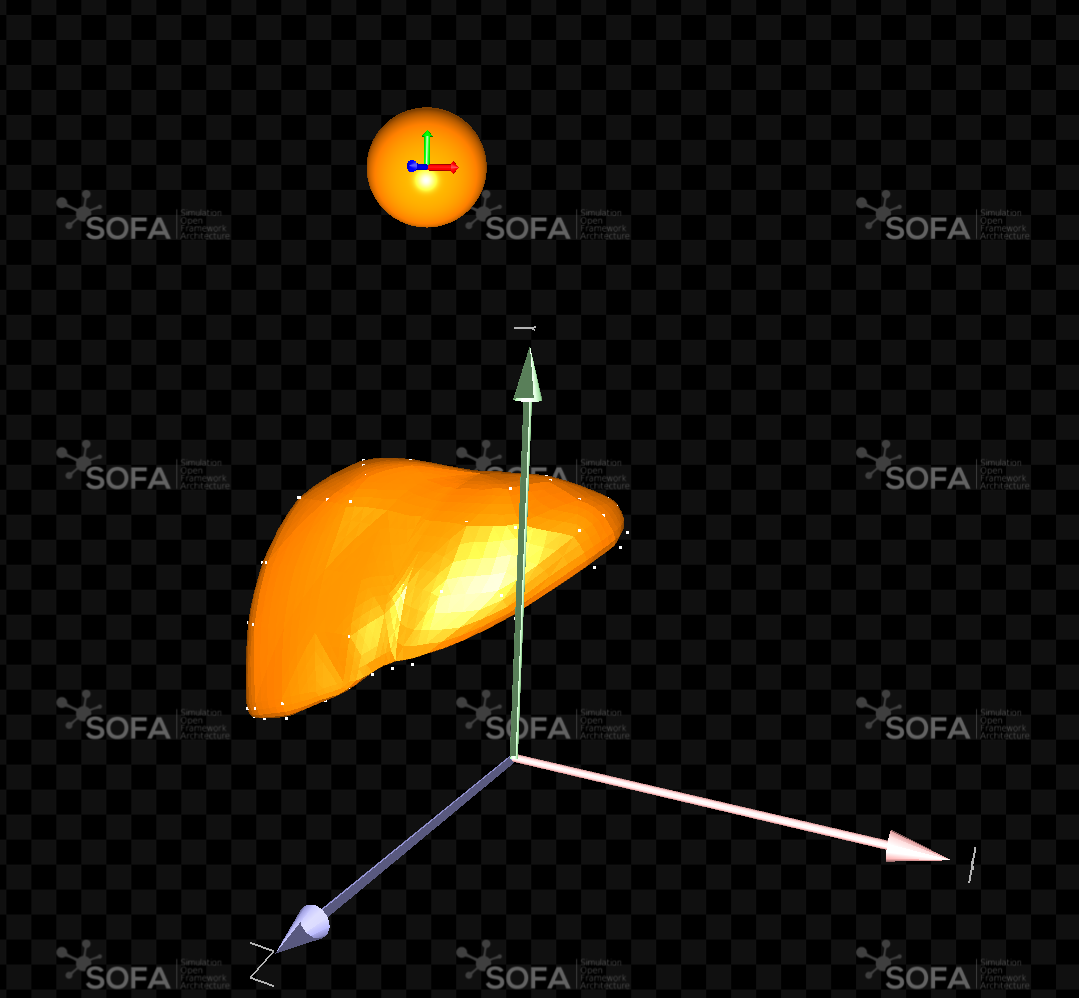 SOFA
Simulation
Open
Framework
Architecture
SOFA
Simulation
Open
Framework
Architecture
SOFA
Simulation
Open
Framework
Architecture
SOFA
Simulation
Open
Framework
Architecture
SOFA
Simulation
Open
Framework
Architecture
SOFA
Simulation
Open
Framework
Architecture
SOFA
Simulation
Open
Framework
Architecture
SOFA
Simulation
Open
Framework
Architecture
SOFA
Simulation
Open
Framework
Architecture
SOFA
Simulation
Open
Framework
Architecture
SOFA
Simulation
Open
Framework
Architecture
SOFA
Simulation
Open
Framework
Architecture